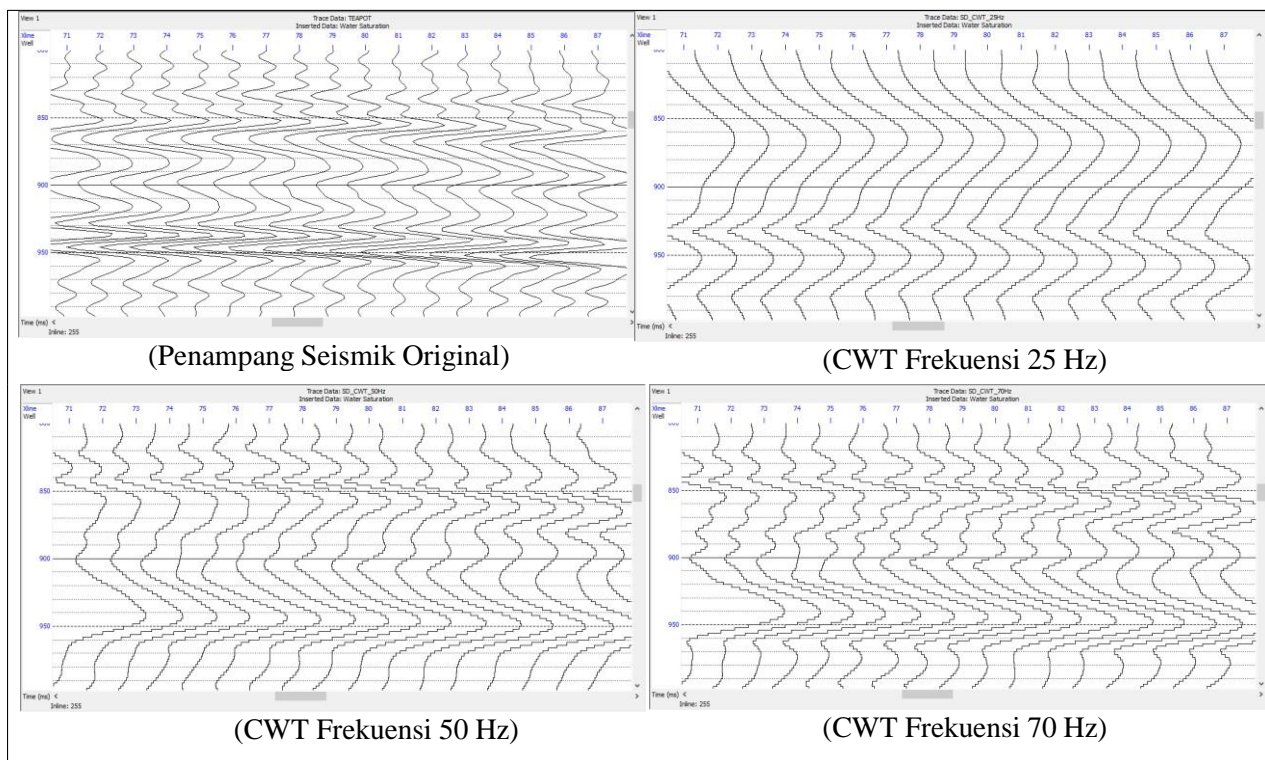 View 1
Trace Data: TEAPOT
Inserted Data: Water Saturation
Xline 71 72 73 74 75 76 77 78 79 80 81 82 83 84 85 86 87
Well
850
900
950
Time (ms)
Inline: 255
(Penampang Seismik Original)
View 1
Trace Data: SD_CWT_25Hz
Inserted Data: Water Saturation
Xline 71 72 73 74 75 76 77 78 79 80 81 82 83 84 85 86 87
Well
850
900
950
Time (ms)
Inline: 255
(CWT Frekuensi 25 Hz)
View 1
Trace Data: SD_CWT_50Hz
Inserted Data: Water Saturation
Xline 71 72 73 74 75 76 77 78 79 80 81 82 83 84 85 86 87
Well
850
900
950
Time (ms)
Inline: 255
(CWT Frekuensi 50 Hz)
View 1
Trace Data: SD_CWT_70Hz
Inserted Data: Water Saturation
Xline 71 72 73 74 75 76 77 78 79 80 81 82 83 84 85 86 87
Well
850
900
950
Time (ms)
Inline: 255
(CWT Frekuensi 70 Hz)